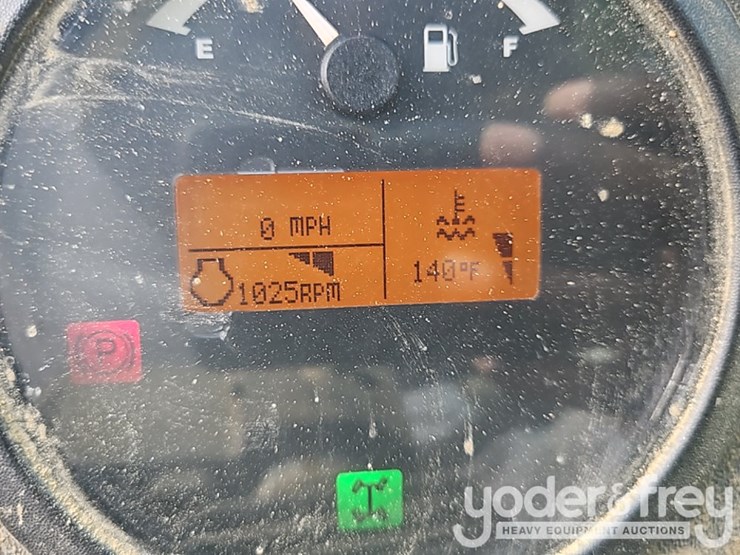 E F
0 MPH
1025RPM
140°F
P
yoder&frey
HEAVY EQUIPMENT AUCTIONS